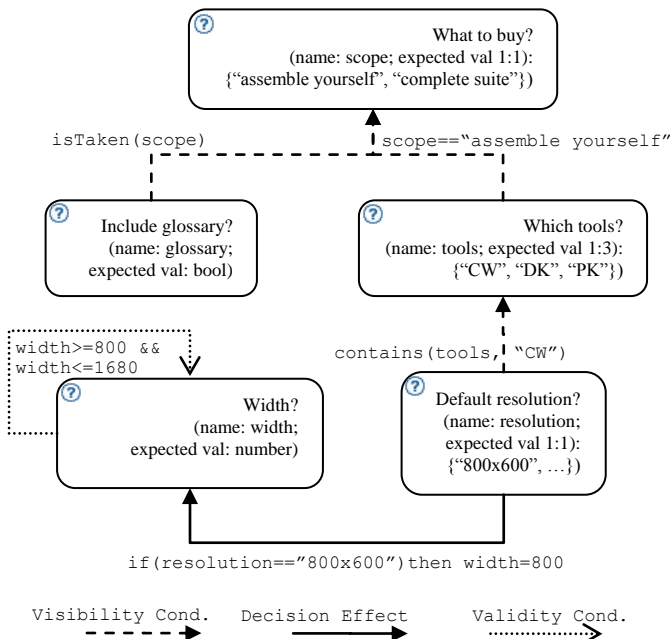 ?
What to buy?
(name: scope; expected val 1:1):
{“assemble yourself”, “complete suite”})
isTaken(scope)
scope==“assemble yourself”
?
Include glossary?
(name: glossary;
expected val: bool)
?
Which tools?
(name: tools; expected val 1:3):
{“CW”, “DK”, “PK”})
width>=800 &&
width<=1680
contains(tools, “CW”)
?
Width?
(name: width;
expected val: number)
?
Default resolution?
(name: resolution;
expected val 1:1):
{“800x600”, …})
if(resolution==”800x600”)then width=800
Visibility Cond.
Decision Effect
Validity Cond.